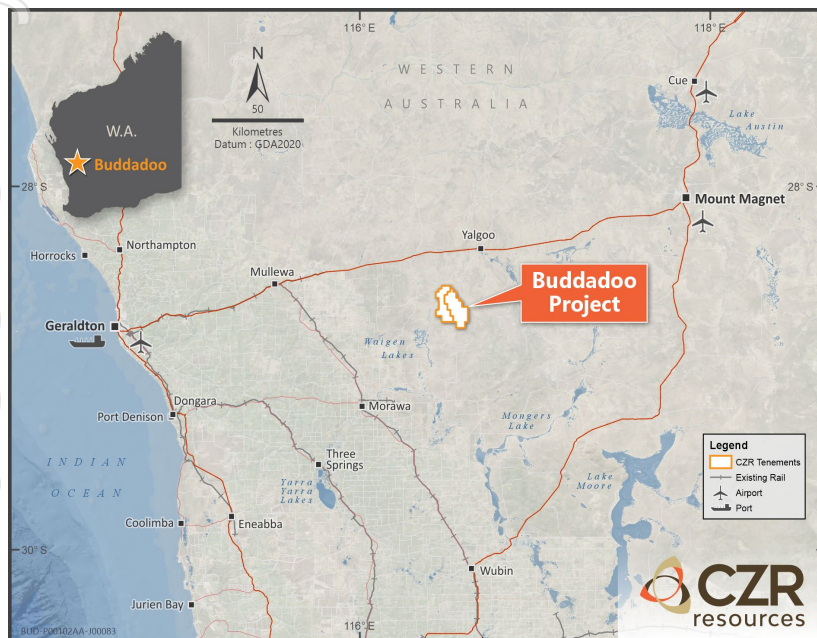 116° E
118° E
N
50
Kilometres
Datum : GDA2020
WESTERN
AUSTRALIA
W.A.
Buddadoo
Cue
Lake
Austin
28° S
28° S
Mount Magnet
Northampton
Horrocks
Yalgoo
Mullewa
Buddadoo
Project
Geraldton
Waigen
Lakes
Dongara
Port Denison
Morawa
Mongers
Lake
Three
Springs
Legend
CZR Tenements
Existing Rail
Airport
Port
INDIAN
OCEAN
Yarra
Yarra
Lakes
Lake
Moore
Coolimba
Eneabba
30° S
Wubin
CZR
resources
Jurien Bay
BUD-P00102AA-J00083
116° E